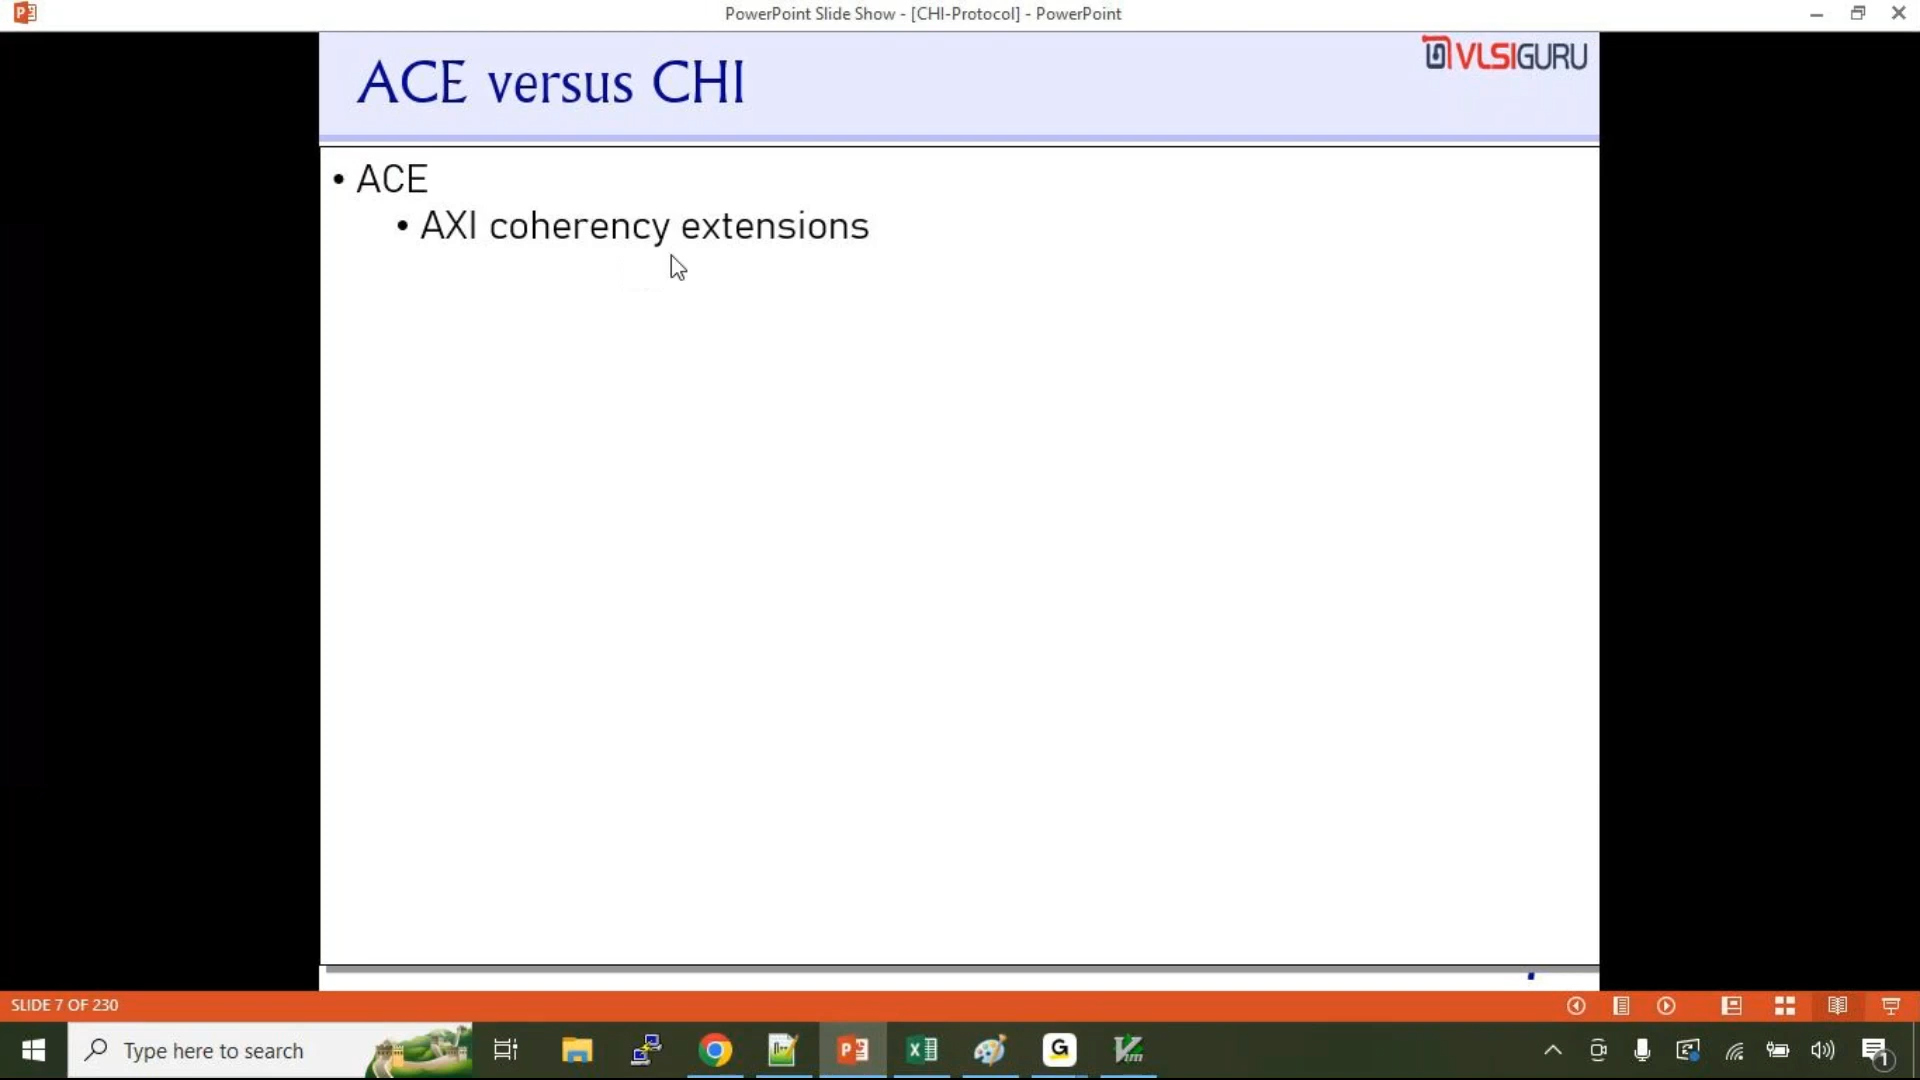 PowerPoint Slide Show - [CHI-Protocol] - PowerPoint
ACE versus CHI
VLSIGURU
• ACE
• AXI coherency extensions
SLIDE 7 OF 230
Type here to search